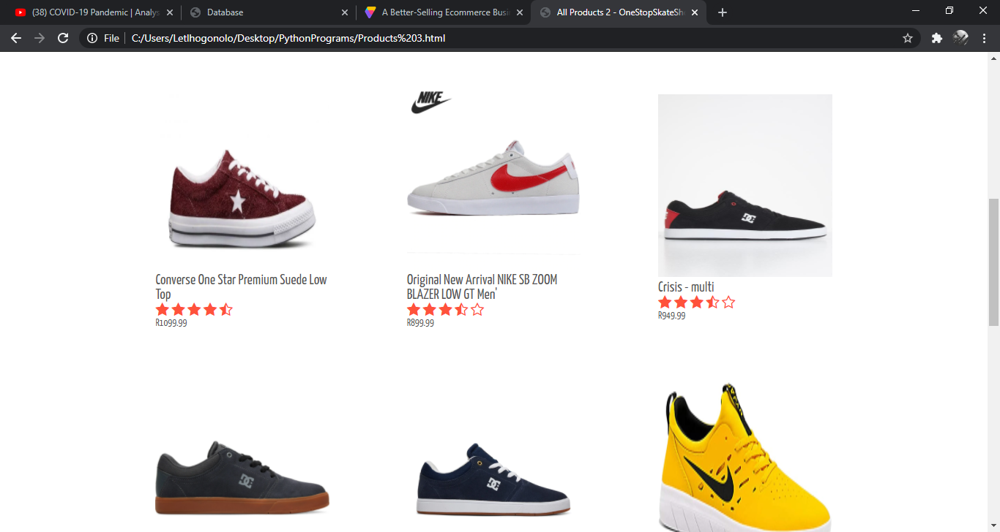 (38) COVID-19 Pandemic | Analys
Database
A Better-Selling Ecommerce Busi
All Products 2 - OneStopSkateSh
File
C:/Users/Letlhogonolo/Desktop/PythonPrograms/Products%203.html
NIKE
Converse One Star Premium Suede Low
Top
R1099.99
Original New Arrival NIKE SB ZOOM
BLAZER LOW GT Men'
R899.99
Crisis - multi
R949.99